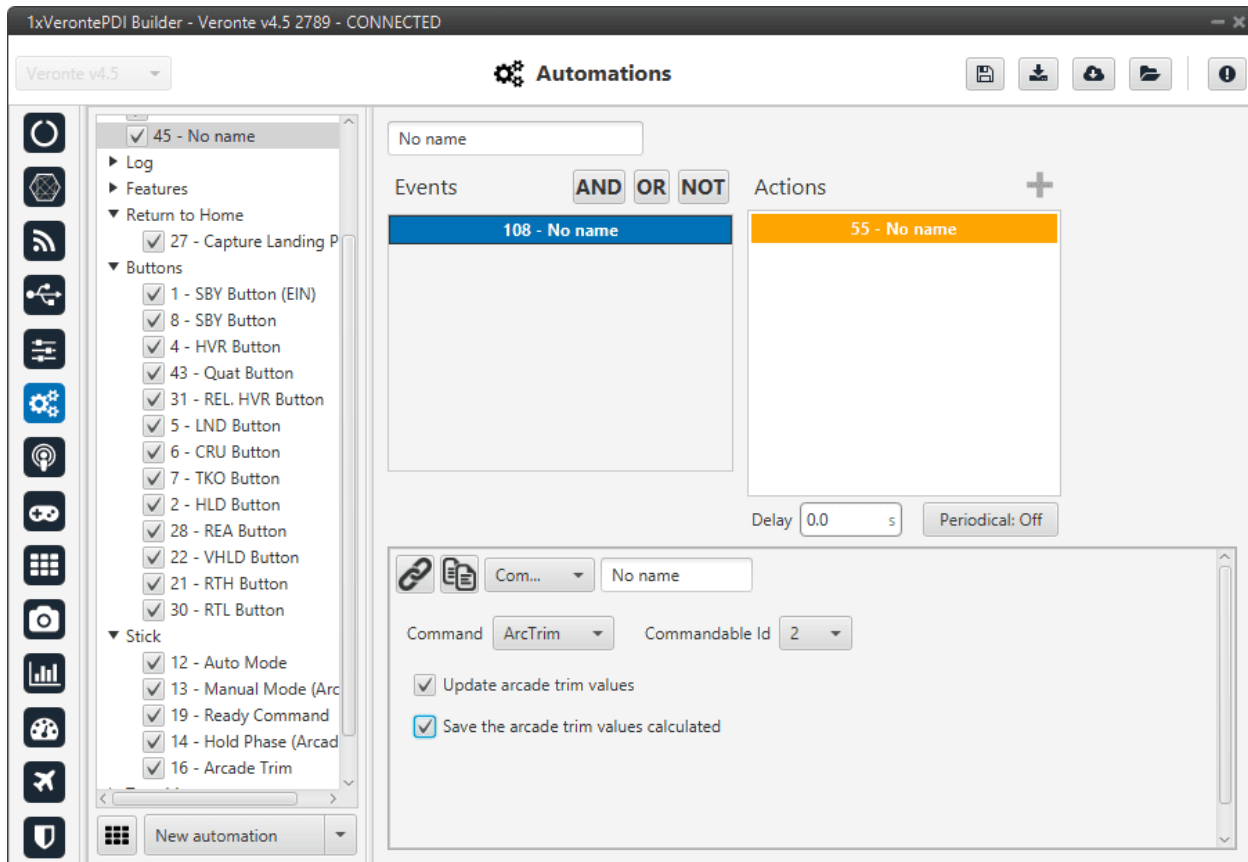 1xVerontePDI Builder - Veronte v4.5 2789 - CONNECTED
Veronte v4.5
Automations
45 - No name
Log
Features
Return to Home
27 - Capture Landing P
Buttons
1 - SBY Button (EIN)
8 - SBY Button
4 - HVR Button
43 - Quat Button
31 - REL. HVR Button
5 - LND Button
6 - CRU Button
7 - TKO Button
2 - HLD Button
28 - REA Button
22 - VHLD Button
21 - RTH Button
30 - RTL Button
Stick
12 - Auto Mode
13 - Manual Mode (Arc
19 - Ready Command
14 - Hold Phase (Arcad
16 - Arcade Trim
New automation
No name
Events AND OR NOT Actions
108 - No name
55 - No name
Delay 0.0 s Periodical: Off
Com... No name
Command ArcTrim Commandable Id 2
Update arcade trim values
Save the arcade trim values calculated